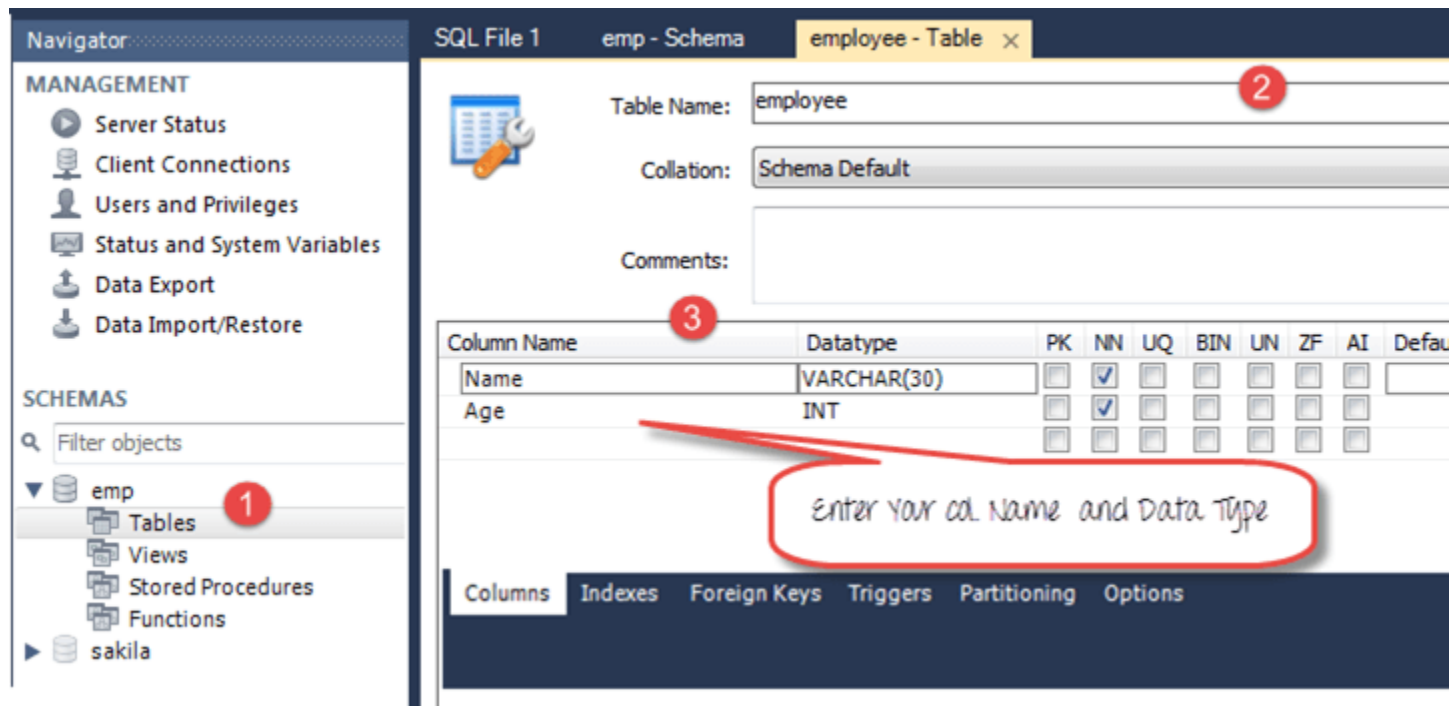 Navigator
MANAGEMENT
Server Status
Client Connections
Users and Privileges
Status and System Variables
Data Export
Data Import/Restore
SCHEMAS
Filter objects
emp
1
Tables
Views
Stored Procedures
Functions
sakila
SQL File 1 emp - Schema employee - Table
2
Table Name: employee
Collation: Schema Default
Comments:
3
Column Name Datatype PK NN UQ BIN UN ZF AI Defau
Name VARCHAR(30)
Age INT
Enter Your col. Name and Data Type
Columns Indexes Foreign Keys Triggers Partitioning Options